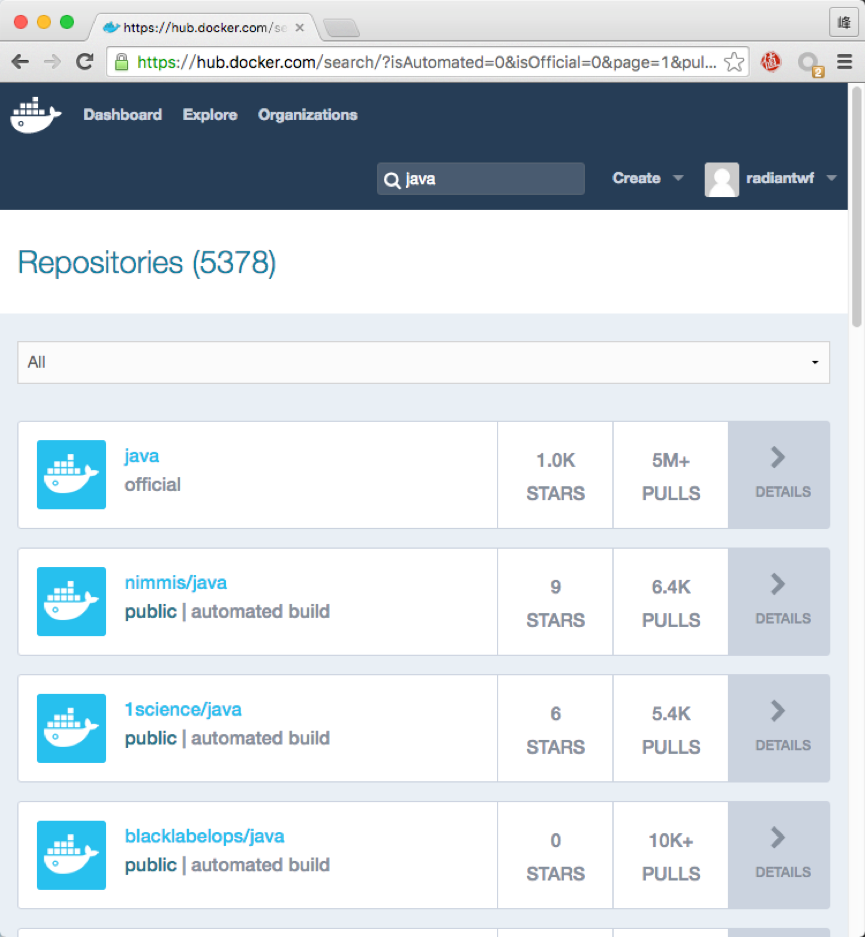 https://hub.docker.com/se
峰
https://hub.docker.com/search/?isAutomated=0&isOfficial=0&page=1&pul...
値
2
Dashboard Explore Organizations
java
Create
radiantwf
Repositories (5378)
All
java
official
1.0K
STARS
5M+
PULLS
DETAILS
nimmis/java
public | automated build
9
STARS
6.4K
PULLS
DETAILS
1science/java
public | automated build
6
STARS
5.4K
PULLS
DETAILS
blacklabelops/java
public | automated build
0
STARS
10K+
PULLS
DETAILS